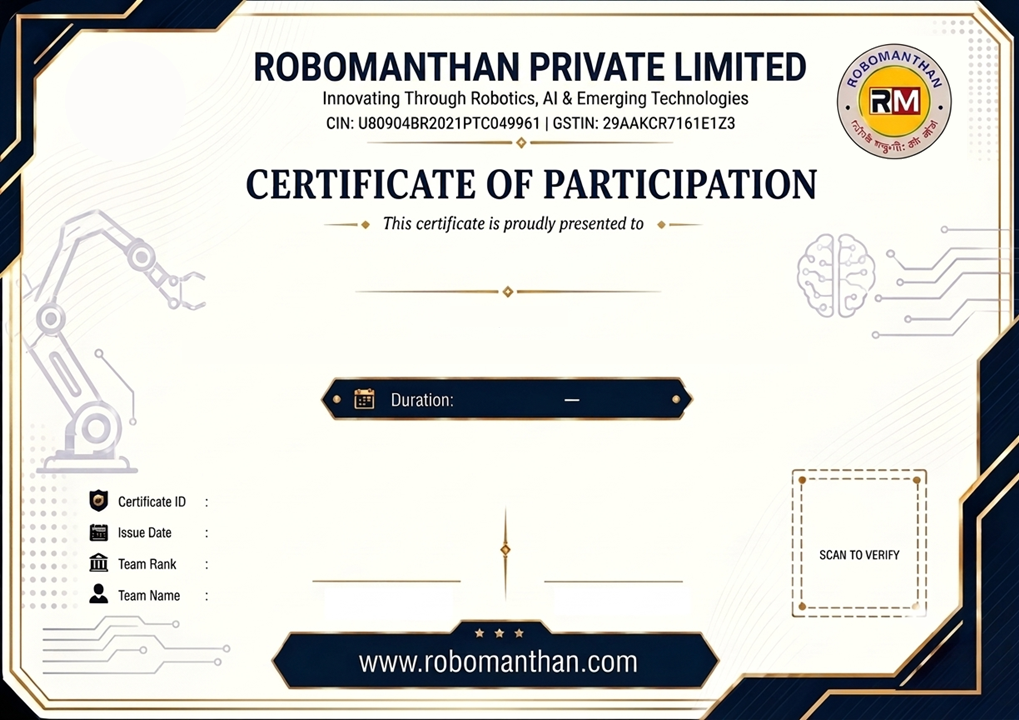 ROBOMANTHAN PRIVATE LIMITED
Innovating Through Robotics, AI & Emerging Technologies
CIN: U80904BR2021PTC049961 | GSTIN: 29AAKCR7161E1Z3
ROBOMANTHAN
RM
CERTIFICATE OF PARTICIPATION
This certificate is proudly presented to
Duration: —
Certificate ID :
Issue Date :
Team Rank :
Team Name :
SCAN TO VERIFY
www.robomanthan.com